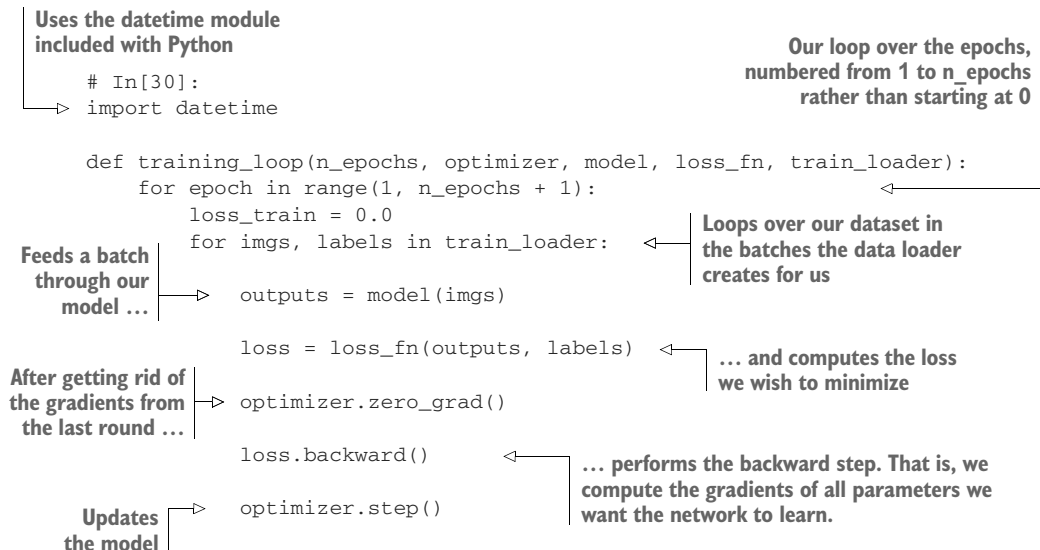 Uses the datetime module
included with Python
# In[30]:
import datetime
Our loop over the epochs,
numbered from 1 to n_epochs
rather than starting at 0
def training_loop(n_epochs, optimizer, model, loss_fn, train_loader):
for epoch in range(1, n_epochs + 1):
loss_train = 0.0
for imgs, labels in train_loader:
Loops over our dataset in
the batches the data loader
creates for us
Feeds a batch
through our
model …
outputs = model(imgs)
loss = loss_fn(outputs, labels)
… and computes the loss
we wish to minimize
After getting rid of
the gradients from
the last round …
optimizer.zero_grad()
loss.backward()
… performs the backward step. That is, we
compute the gradients of all parameters we
want the network to learn.
optimizer.step()
Updates
the model